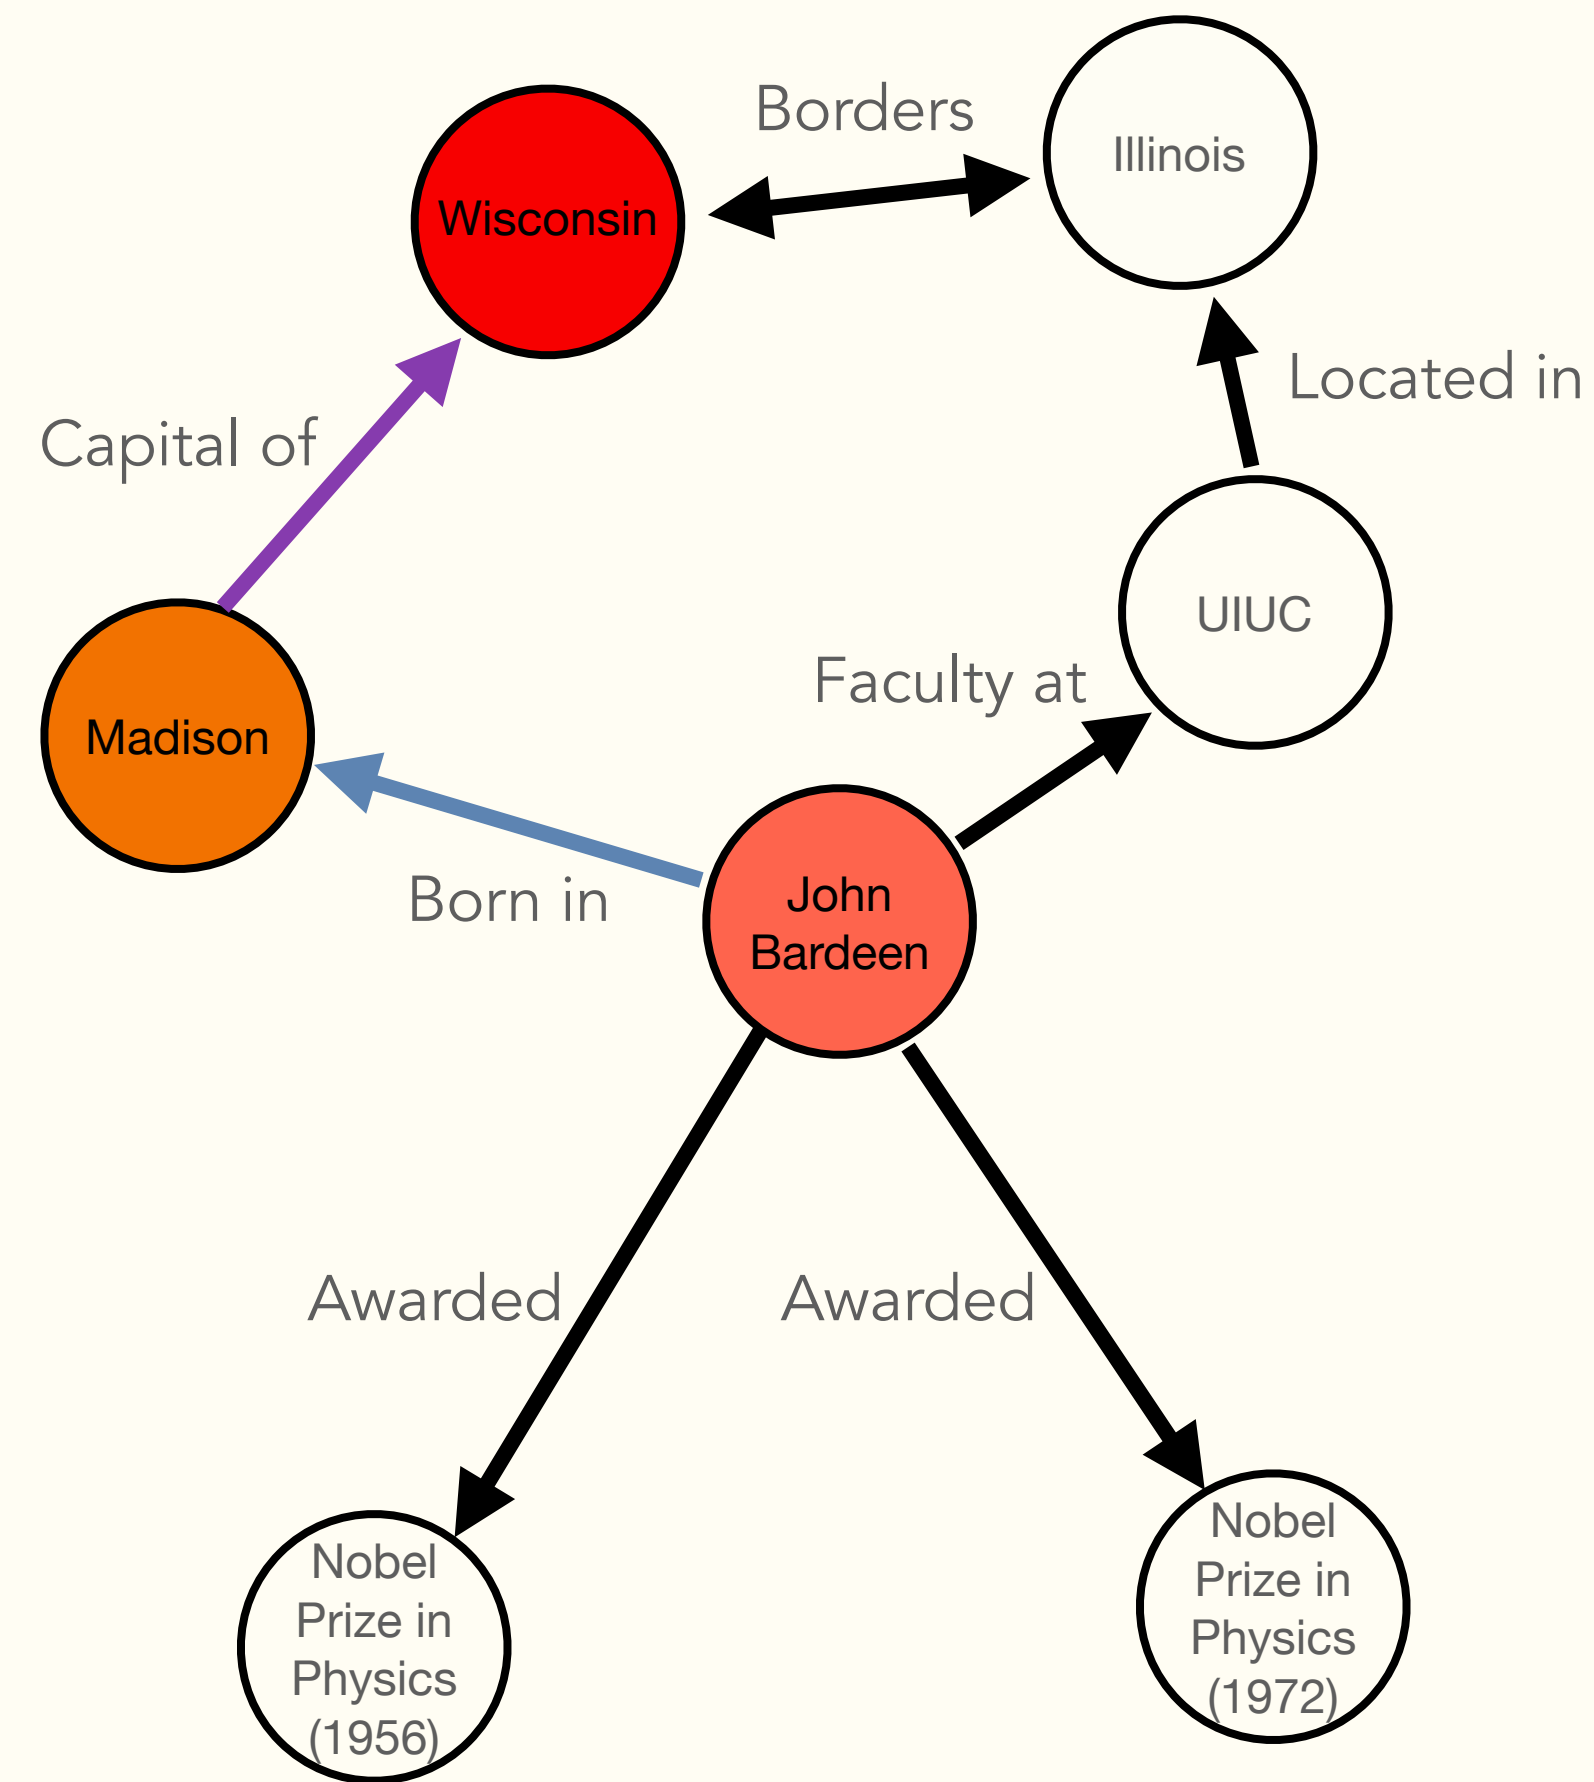 Borders
Illinois
Wisconsin
Located in
Capital of
UIUC
Faculty at
Madison
Born in
John
Bardeen
Awarded
Awarded
Nobel
Prize in
Physics
(1956)
Nobel
Prize in
Physics
(1972)